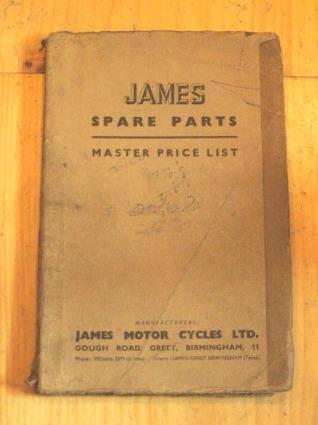 JAMES
SPARE PARTS
MASTER PRICE LIST
MANUFACTURERS:
JAMES MOTOR CYCLES LTD.
GOUGH ROAD, GREET, BIRMINGHAM, 11